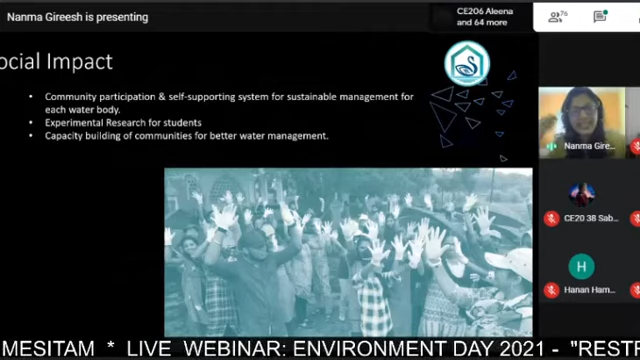 Nanma Gireesh is presenting
CE206 Aleena
and 64 more
76
ocial Impact
• Community participation & self-supporting system for sustainable management for
each water body.
• Experimental Research for students
• Capacity building of communities for better water management.
Nanma Gire...
CE20 38 Sab...
H
Hanan Ham...
MESITAM * LIVE WEBINAR: ENVIRONMENT DAY 2021 - "REST